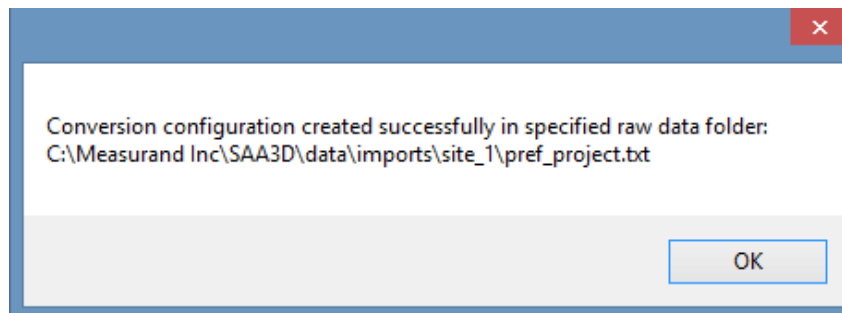 Conversion configuration created successfully in specified raw data folder:
C:\Measurand Inc\SAA3D\data\imports\site_1\pref_project.txt
OK